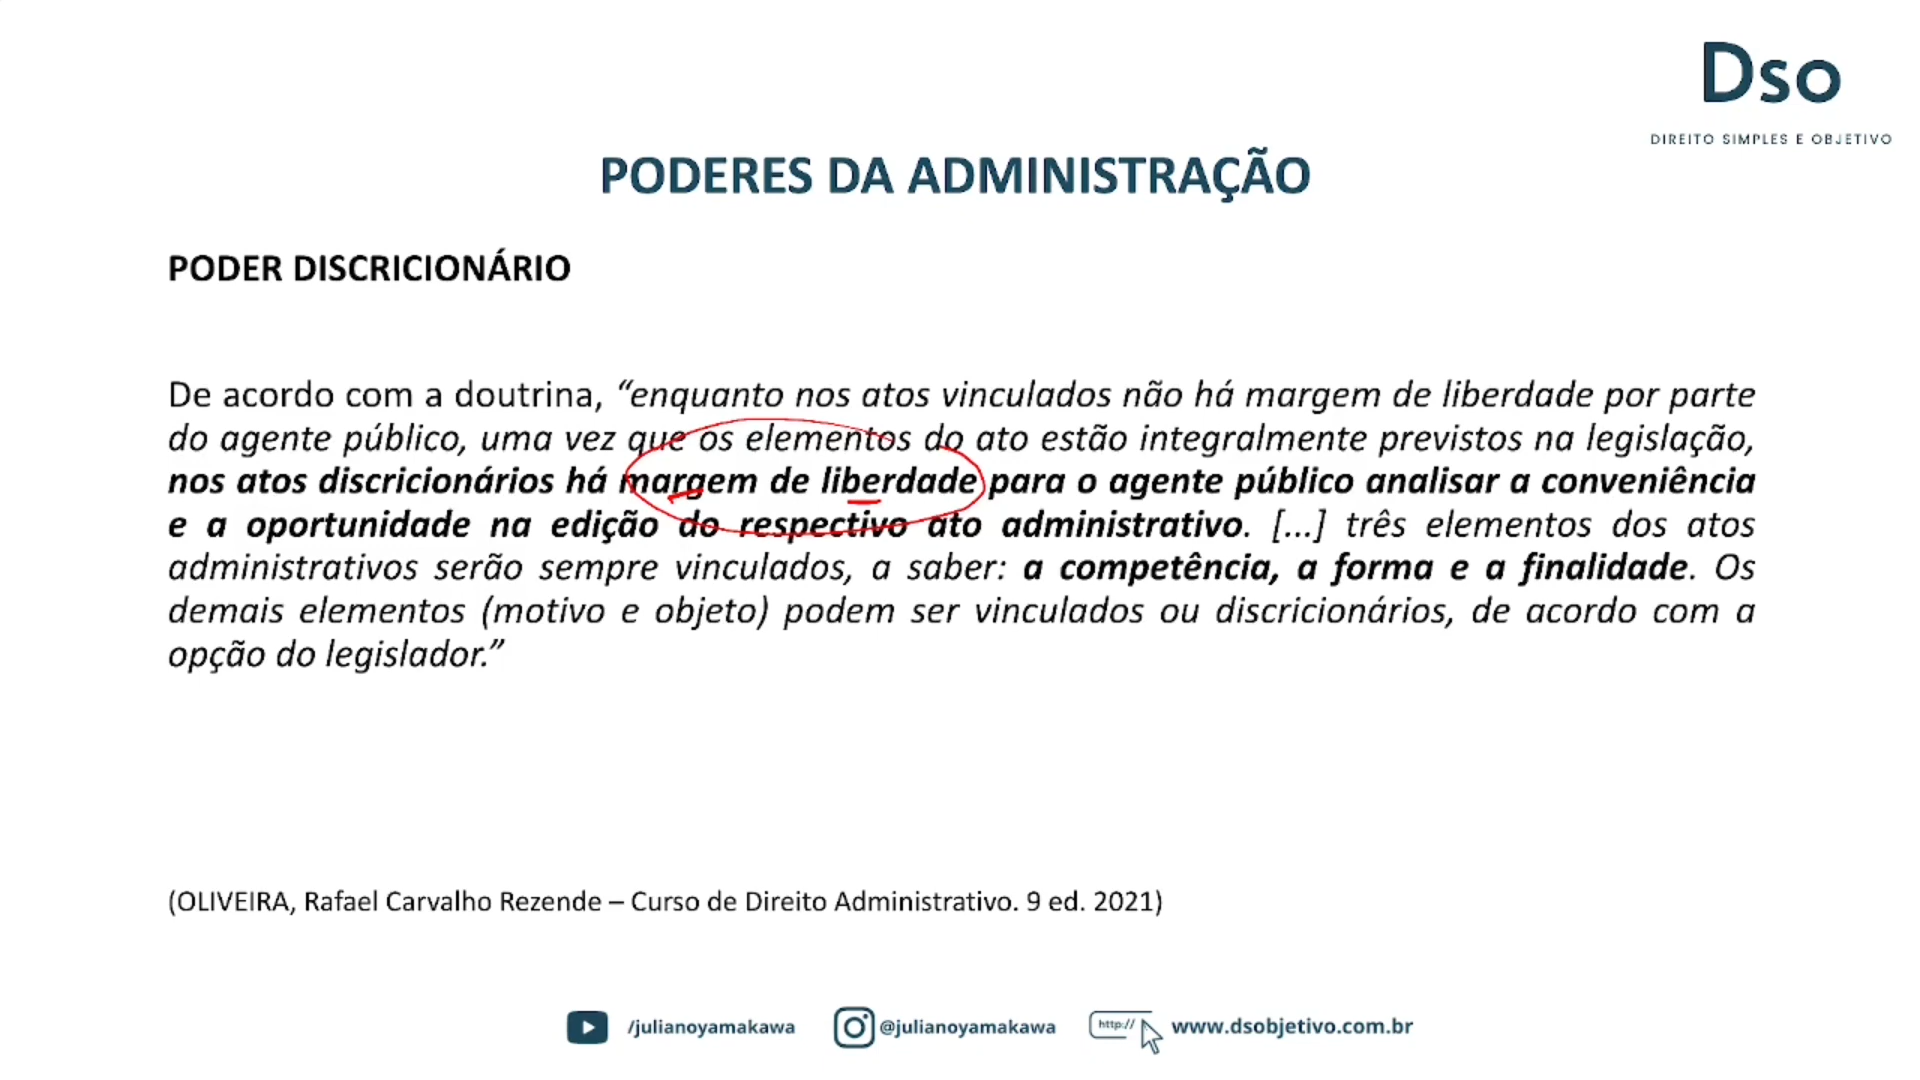 Dso
DIREITO SIMPLES E OBJETIVO
PODERES DA ADMINISTRAÇÃO
PODER DISCRICIONÁRIO
De acordo com a doutrina, “enquanto nos atos vinculados não há margem de liberdade por parte
do agente público, uma vez que os elementos do ato estão integralmente previstos na legislação,
nos atos discricionários há margem de liberdade para o agente público analisar a conveniência
e a oportunidade na edição do respectivo ato administrativo. [...] três elementos dos atos
administrativos serão sempre vinculados, a saber: a competência, a forma e a finalidade. Os
demais elementos (motivo e objeto) podem ser vinculados ou discricionários, de acordo com a
opção do legislador.”
(OLIVEIRA, Rafael Carvalho Rezende – Curso de Direito Administrativo. 9 ed. 2021)
/julianoyamakawa @julianoyamakawa http:// www.dsobjetivo.com.br